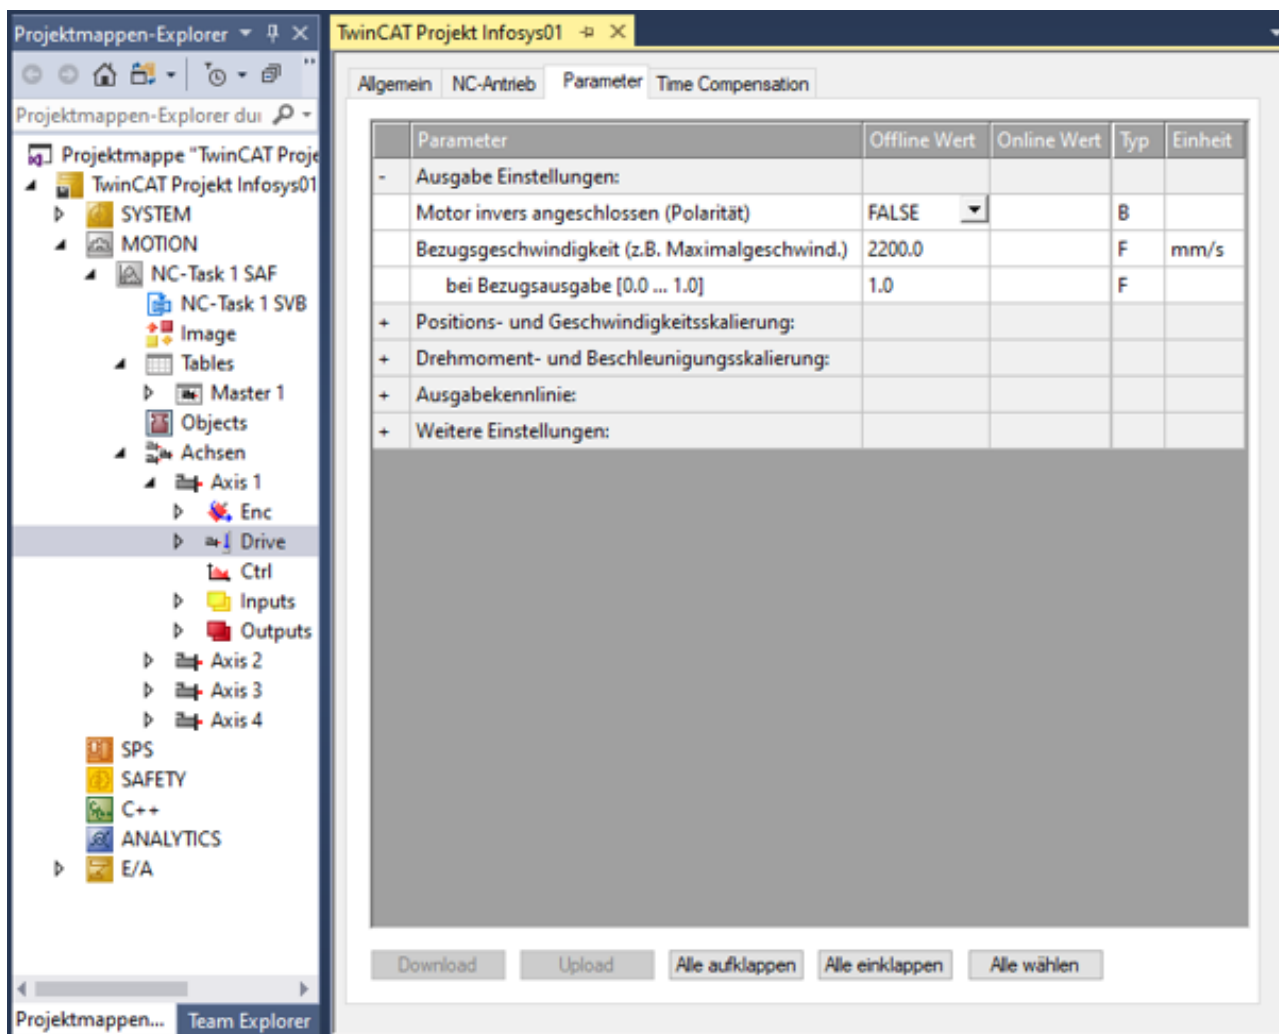 Projektmappen-Explorer
Projektmappen-Explorer dui
Projektmappe "TwinCAT Proje
TwinCAT Projekt Infosys01
SYSTEM
MOTION
NC-Task 1 SAF
NC-Task 1 SVB
Image
Tables
Master 1
Objects
Achsen
Axis 1
Enc
Drive
Ctrl
Inputs
Outputs
Axis 2
Axis 3
Axis 4
SPS
SAFETY
C++
ANALYTICS
E/A
Projektmappen... Team Explorer
TwinCAT Projekt Infosys01
Allgemein NC-Antrieb Parameter Time Compensation
Parameter Offline Wert Online Wert Typ Einheit
- Ausgabe Einstellungen:
Motor invers angeschlossen (Polarität) FALSE B
Bezugsgeschwindigkeit (z.B. Maximalgeschwind.) 2200.0 F mm/s
bei Bezugsausgabe [0.0 ... 1.0] 1.0 F
+ Positions- und Geschwindigkeitsskalierung:
+ Drehmoment- und Beschleunigungsskalierung:
+ Ausgabekennlinie:
+ Weitere Einstellungen:
Download Upload Alle aufklappen Alle einklappen Alle wählen